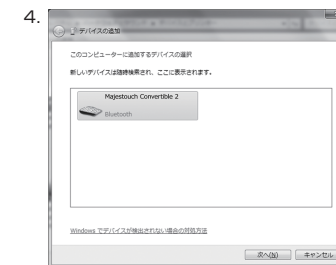 4.
デバイスの追加
このコンピューターに追加するデバイスの選択
新しいデバイスは随時検索され、ここに表示されます。
Majestouch Convertible 2
Bluetooth
Windows でデバイスが検出されない場合の対処方法
次へ(N) キャンセル